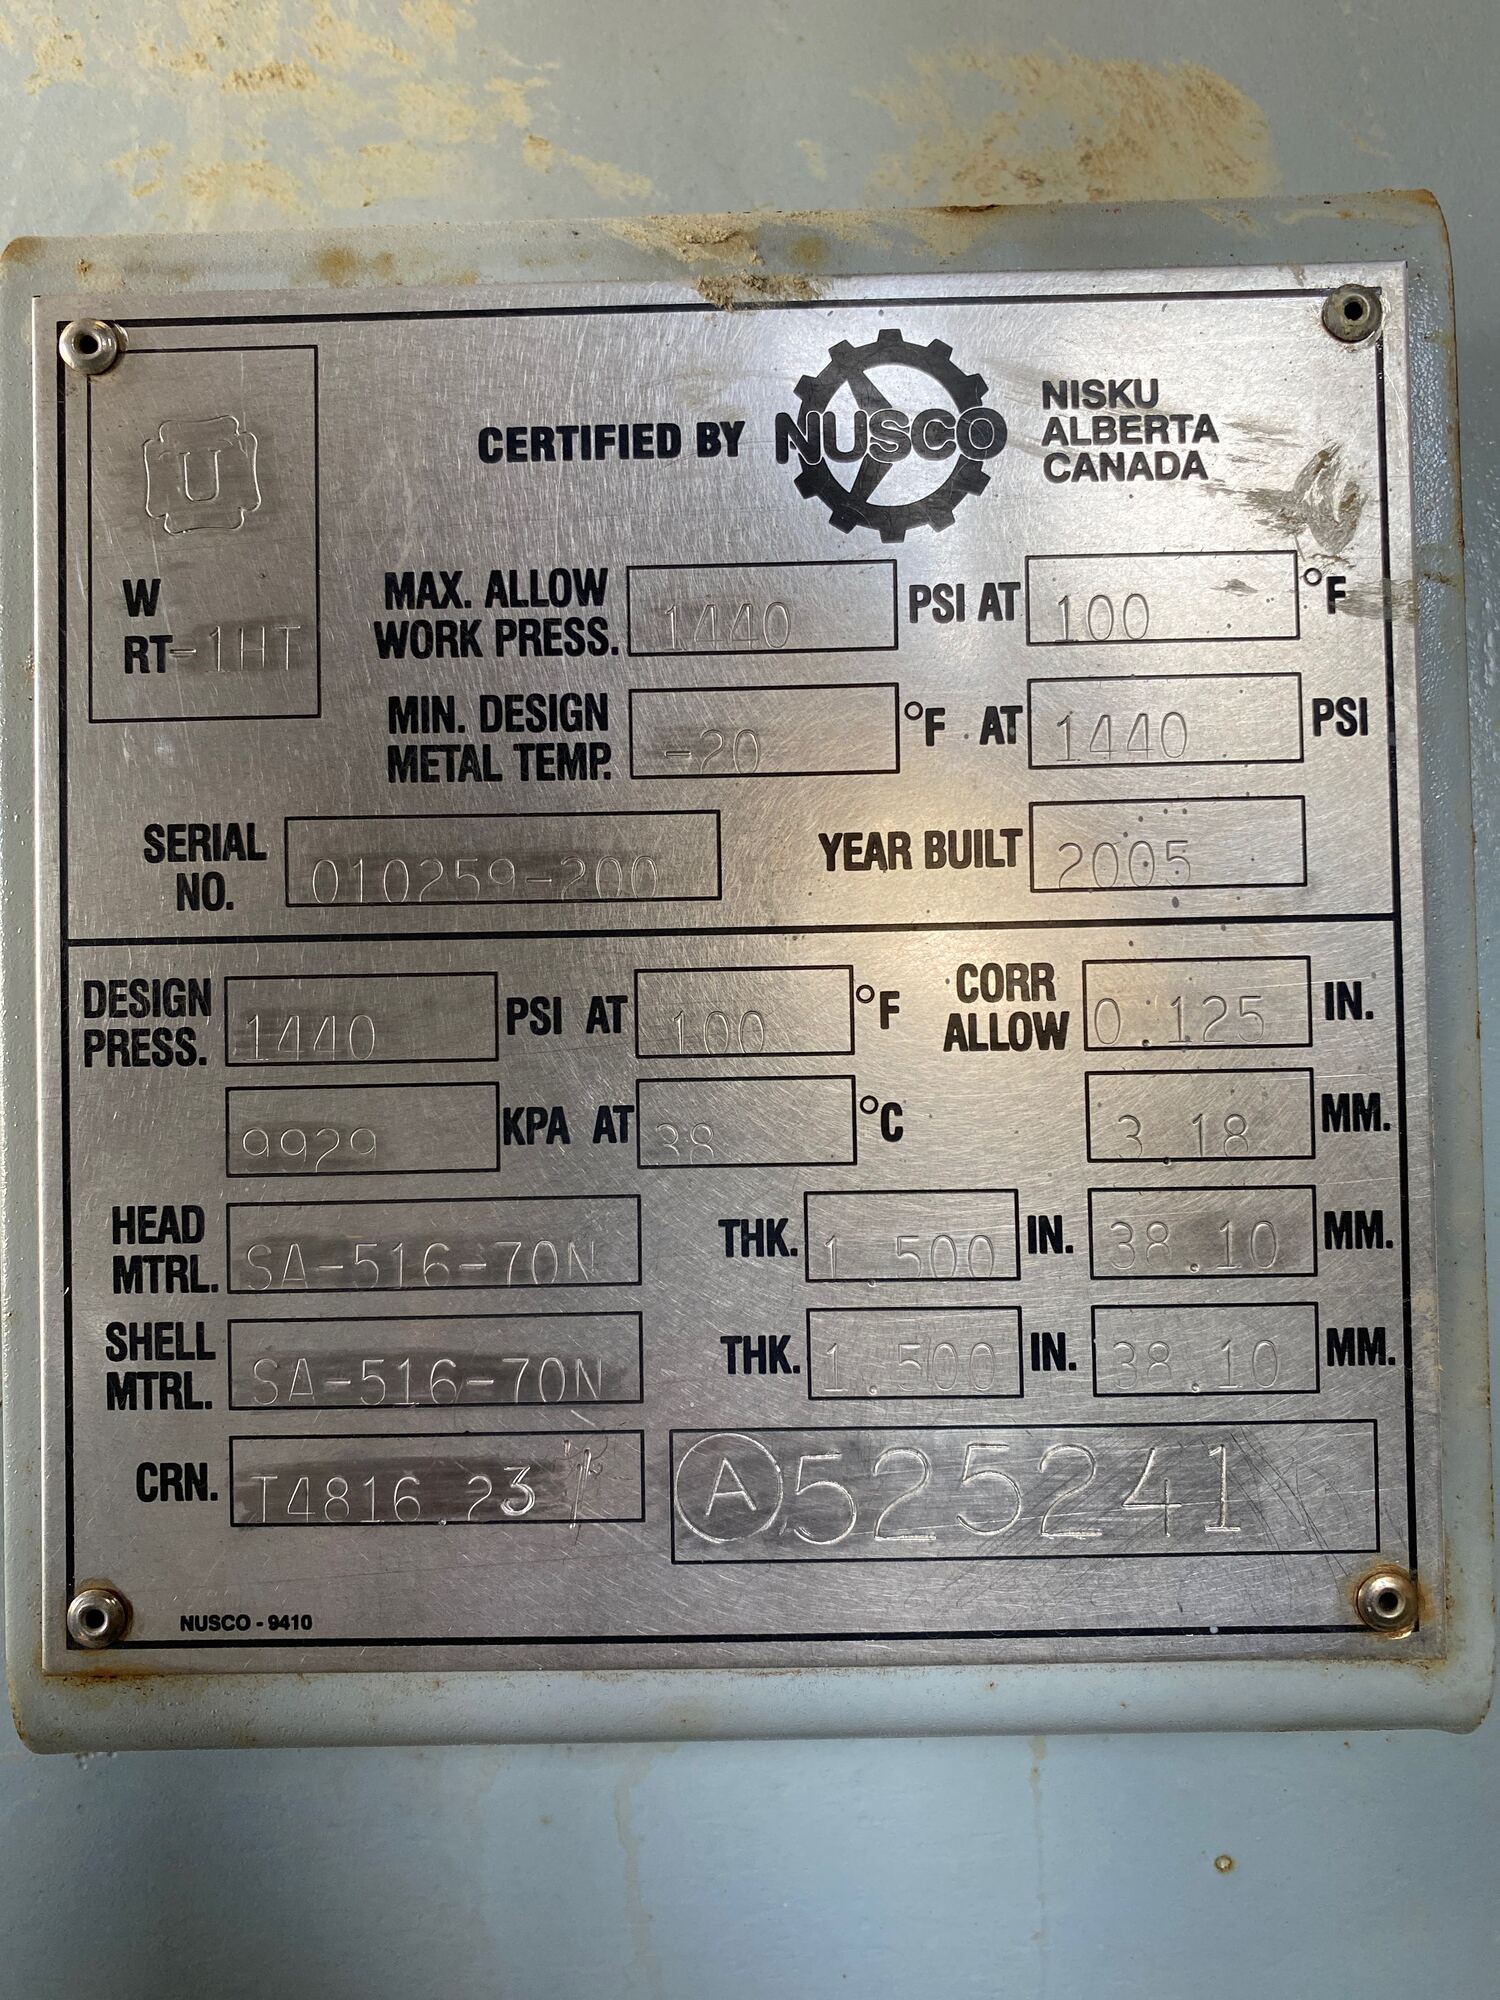 U
CERTIFIED BY NUSCO
NISKU
ALBERTA
CANADA
W
RT-1HT
MAX. ALLOW WORK PRESS. 1440 PSI AT 100 °F
MIN. DESIGN METAL TEMP. -20 °F AT 1440 PSI
SERIAL NO. 010259-200 YEAR BUILT 2005
DESIGN PRESS. 1440 PSI AT 100 °F CORR ALLOW 0.125 IN.
9929 KPA AT 38 °C 3.18 MM.
HEAD MTRL. SA-516-70N THK. 1.500 IN. 38.10 MM.
SHELL MTRL. SA-516-70N THK. 1.500 IN. 38.10 MM.
CRN. T4816.23 A 525241
NUSCO - 9410